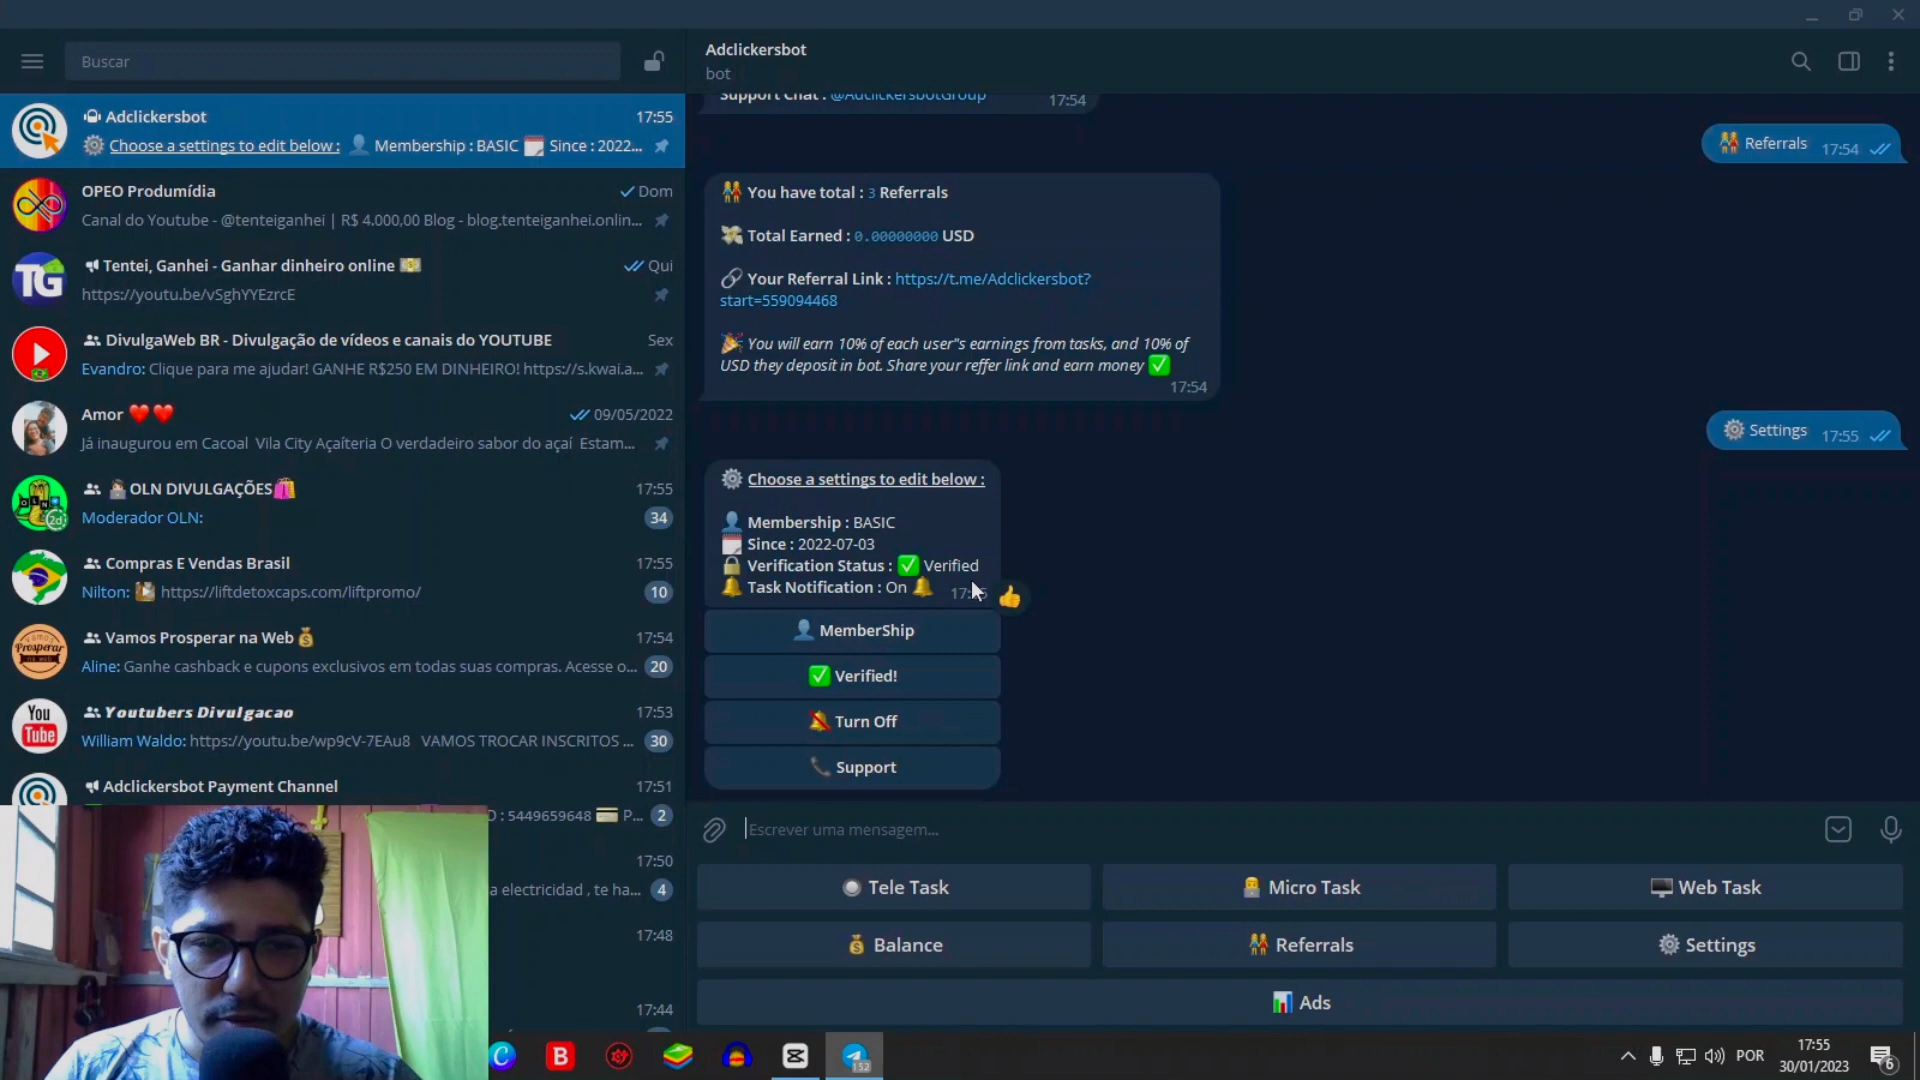 Buscar
Adclickersbot
17:55
Choose a settings to edit below : Membership : BASIC Since : 2022...
OPEO Produmídia
Dom
Canal do Youtube - @tenteiganhei | R$ 4.000,00 Blog - blog.tenteiganhei.onlin...
Tentei, Ganhei - Ganhar dinheiro online
Qui
https://youtu.be/vSghYYEzrcE
DivulgaWeb BR - Divulgação de vídeos e canais do YOUTUBE
Sex
Evandro: Clique para me ajudar! GANHE R$250 EM DINHEIRO! https://s.kwai.a...
Amor
09/05/2022
Já inaugurou em Cacoal Vila City Açaíteria O verdadeiro sabor do açaí Estam...
OLN DIVULGAÇÕES
17:55
Moderador OLN:
34
2d
Compras E Vendas Brasil
17:55
Nilton: https://liftdetoxcaps.com/liftpromo/
10
Vamos Prosperar na Web
17:54
Aline: Ganhe cashback e cupons exclusivos em todas suas compras. Acesse o...
20
Youtubers Divulgacao
17:53
William Waldo: https://youtu.be/wp9cV-7EAu8 VAMOS TROCAR INSCRITOS ...
30
You
Tube
Adclickersbot Payment Channel
17:51
: 5449659648 P...
2
17:50
a electricidad , te ha...
4
17:48
17:44
Adclickersbot
bot
Support Chat : @AdclickersbotGroup
17:54
Referrals 17:54
You have total : 3 Referrals
Total Earned : 0.00000000 USD
Your Referral Link : https://t.me/Adclickersbot?
start=559094468
You will earn 10% of each user"s earnings from tasks, and 10% of
USD they deposit in bot. Share your reffer link and earn money
17:54
Settings 17:55
Choose a settings to edit below :
Membership : BASIC
Since : 2022-07-03
Verification Status : Verified
Task Notification : On
MemberShip
Verified!
Turn Off
Support
Escrever uma mensagem...
Tele Task
Micro Task
Web Task
Balance
Referrals
Settings
Ads
152
POR
17:55
30/01/2023
6